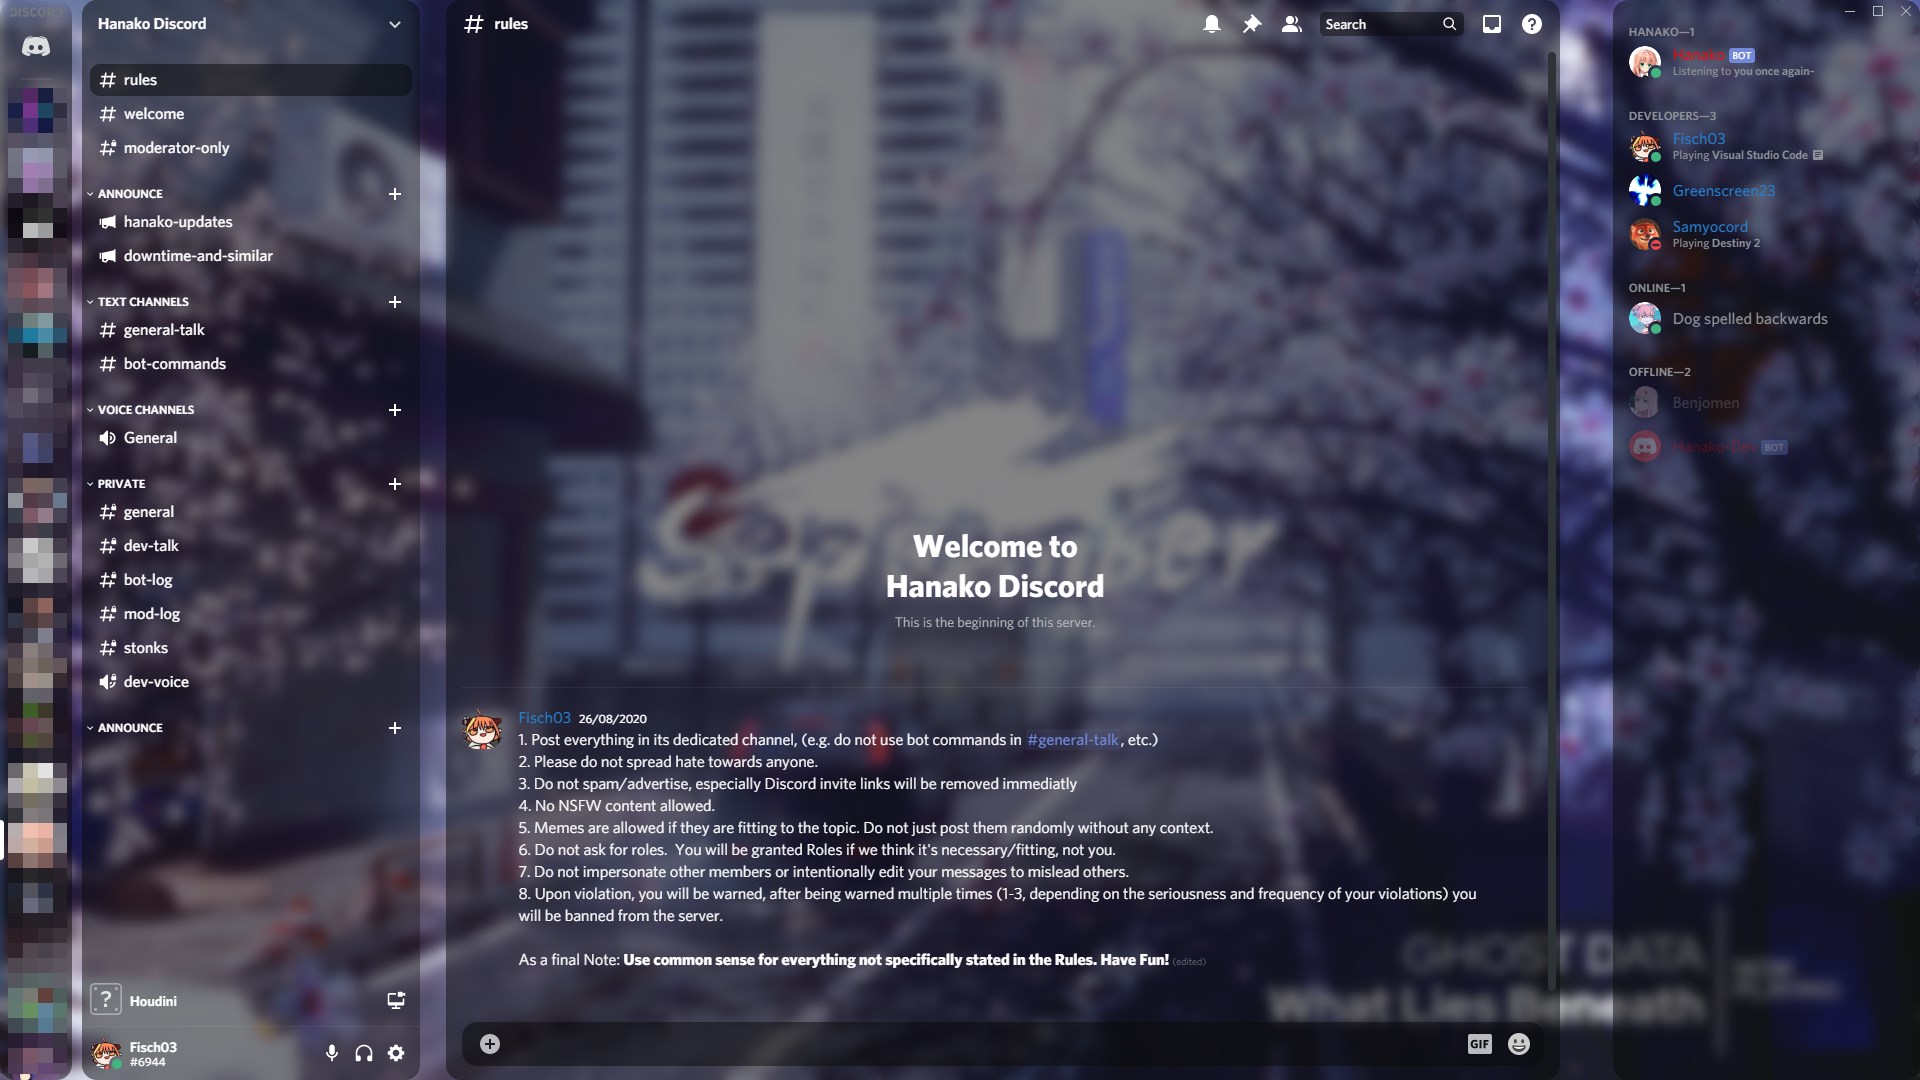 DISCORD
Hanako Discord
rules
welcome
moderator-only
ANNOUNCE
hanako-updates
downtime-and-similar
TEXT CHANNELS
general-talk
bot-commands
VOICE CHANNELS
General
PRIVATE
general
dev-talk
bot-log
mod-log
stonks
dev-voice
ANNOUNCE
? Houdini
Fisch03
#6944
# rules
Search
September
Welcome to
Hanako Discord
This is the beginning of this server.
Fisch03 26/08/2020
1. Post everything in its dedicated channel, (e.g. do not use bot commands in #general-talk, etc.)
2. Please do not spread hate towards anyone.
3. Do not spam/advertise, especially Discord invite links will be removed immediatly
4. No NSFW content allowed.
5. Memes are allowed if they are fitting to the topic. Do not just post them randomly without any context.
6. Do not ask for roles.  You will be granted Roles if we think it's necessary/fitting, not you.
7. Do not impersonate other members or intentionally edit your messages to mislead others.
8. Upon violation, you will be warned, after being warned multiple times (1-3, depending on the seriousness and frequency of your violations) you
will be banned from the server.
As a final Note: Use common sense for everything not specifically stated in the Rules. Have Fun! (edited)
GHOST DATA
What Lies Beneath
GIF
HANAKO—1
Hanako BOT
Listening to you once again-
DEVELOPERS—3
Fisch03
Playing Visual Studio Code
Greenscreen23
Samyocord
Playing Destiny 2
ONLINE—1
Dog spelled backwards
OFFLINE—2
Benjomen
Hanako-Dev BOT